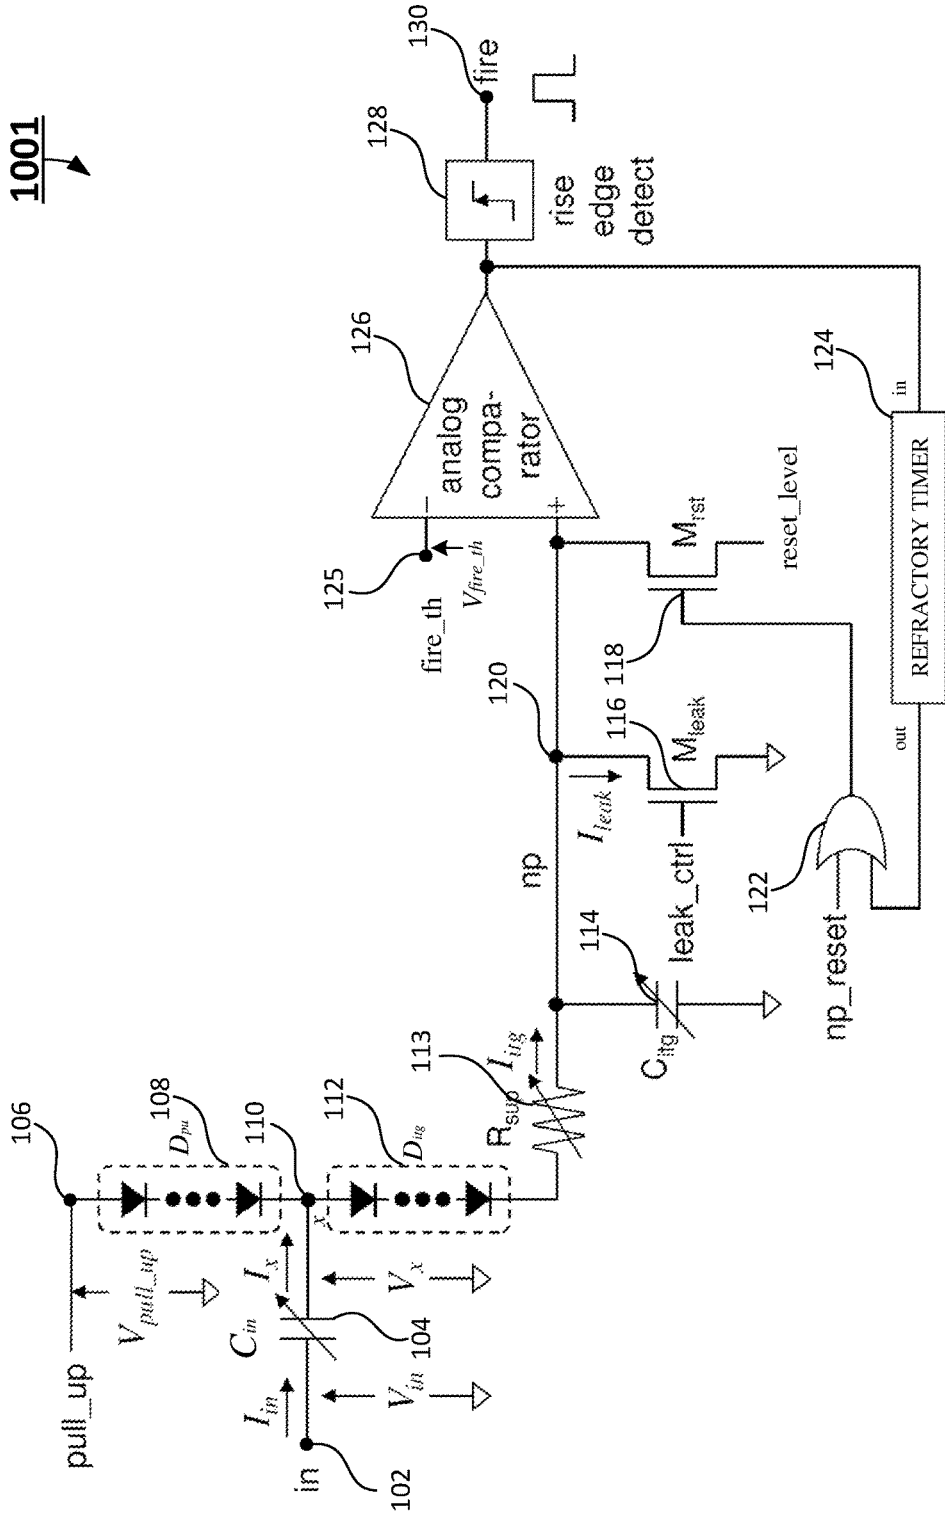 1001
106
pull_up
V_pull_up
D_pu
108
110
x
D_itg
112
in
102
I_in
V_in
C_in
104
I_x
V_x
R_sup
113
I_itg
C_itg
114
np
120
I_leak
leak_ctrl
M_leak
116
118
M_rst
reset_level
fire_th
125
V_fire_th
−
+
analog
compa-
rator
126
128
rise
edge
detect
130
fire
np_reset
122
out
REFRACTORY TIMER
in
124